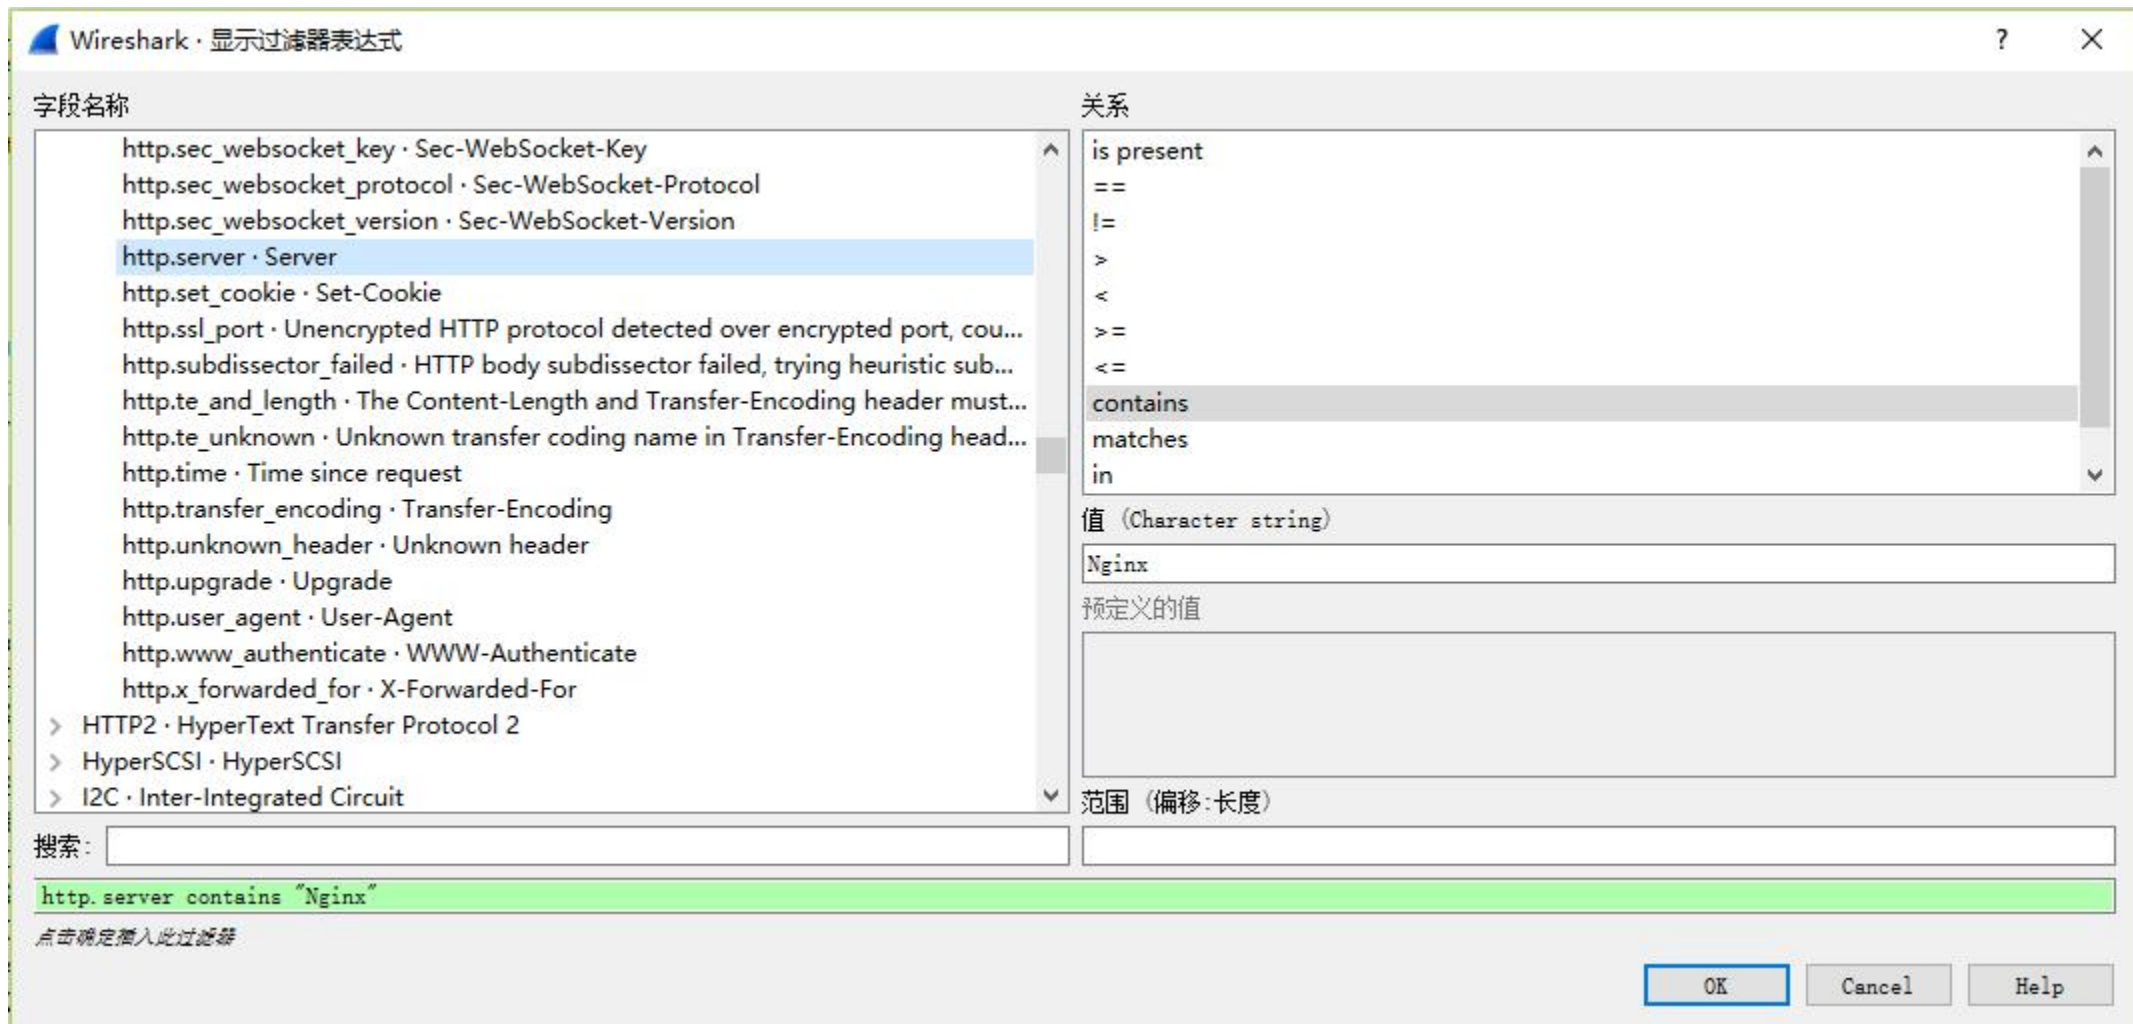 Wireshark · 显示过滤器表达式
?
字段名称
http.sec_websocket_key · Sec-WebSocket-Key
http.sec_websocket_protocol · Sec-WebSocket-Protocol
http.sec_websocket_version · Sec-WebSocket-Version
http.server · Server
http.set_cookie · Set-Cookie
http.ssl_port · Unencrypted HTTP protocol detected over encrypted port, cou...
http.subdissector_failed · HTTP body subdissector failed, trying heuristic sub...
http.te_and_length · The Content-Length and Transfer-Encoding header must...
http.te_unknown · Unknown transfer coding name in Transfer-Encoding head...
http.time · Time since request
http.transfer_encoding · Transfer-Encoding
http.unknown_header · Unknown header
http.upgrade · Upgrade
http.user_agent · User-Agent
http.www_authenticate · WWW-Authenticate
http.x_forwarded_for · X-Forwarded-For
HTTP2 · HyperText Transfer Protocol 2
HyperSCSI · HyperSCSI
I2C · Inter-Integrated Circuit
搜索:
关系
is present
==
!=
>
<
>=
<=
contains
matches
in
值 (Character string)
Nginx
预定义的值
范围 (偏移:长度)
http.server contains "Nginx"
点击确定插入此过滤器
OK
Cancel
Help